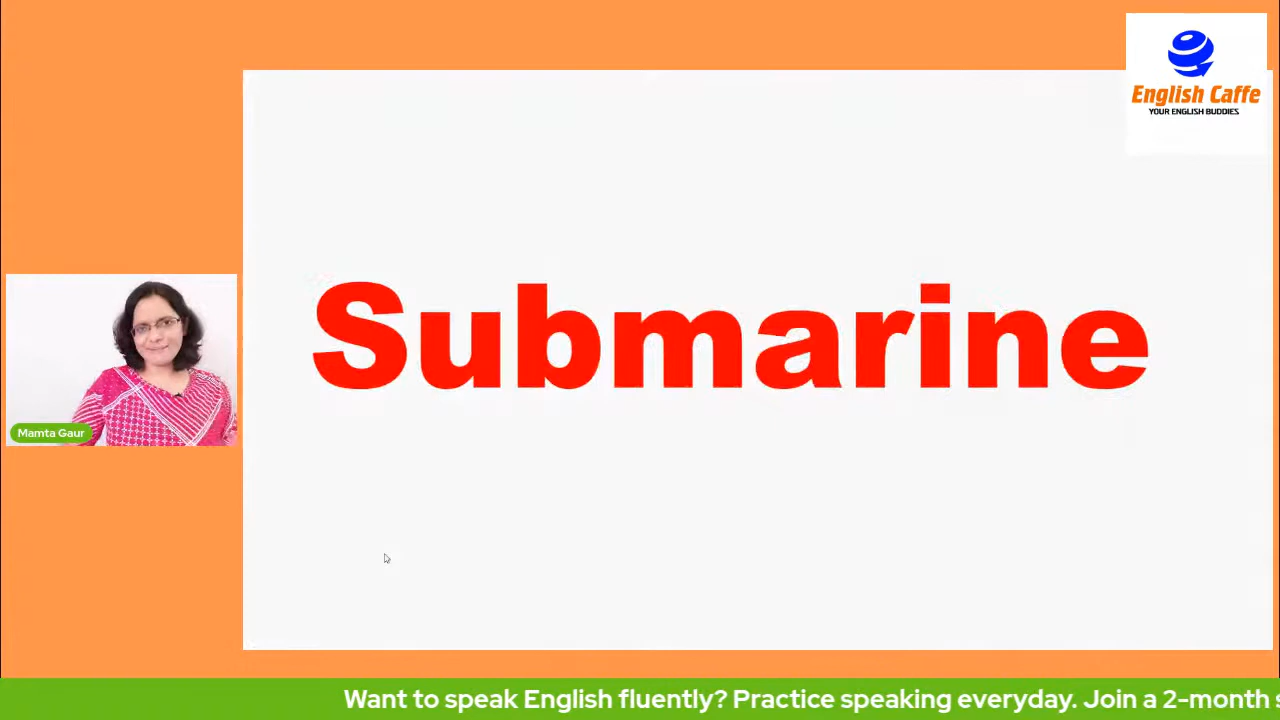 English Caffe
YOUR ENGLISH BUDDIES
Submarine
Mamta Gaur
Want to speak English fluently? Practice speaking everyday. Join a 2-month